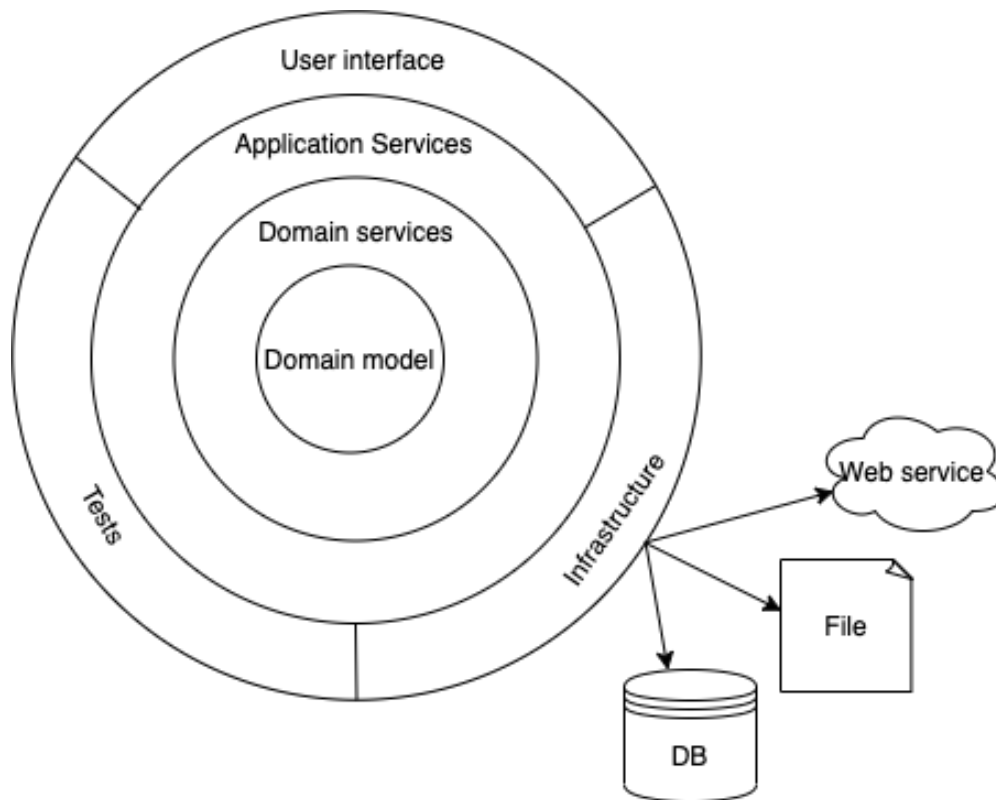 User interface
Application Services
Domain services
Domain model
Tests
Infrastructure
Web service
File
DB